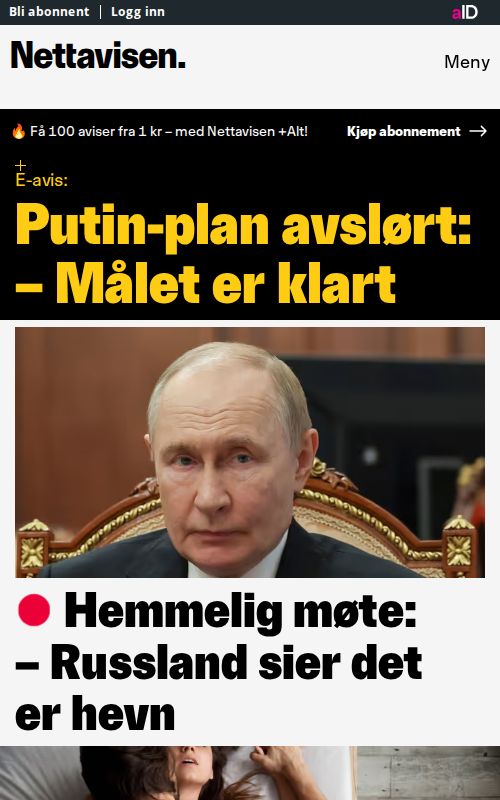 Bli abonnent | Logg inn
aID
Nettavisen.
Meny
🔥 Få 100 aviser fra 1 kr – med Nettavisen +Alt!
Kjøp abonnement →
+
E-avis:
Putin-plan avslørt:
– Målet er klart
🔴 Hemmelig møte:
– Russland sier det
er hevn